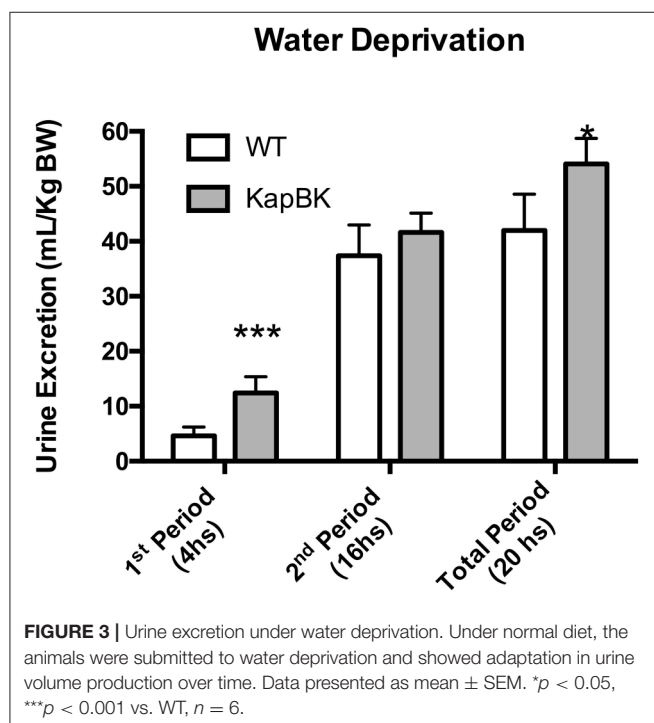 Water Deprivation
Urine Excretion (mL/Kg BW)
60
50
40
30
20
10
0
WT
KapBK
***
*
1st Period
(4hs)
2nd Period
(16hs)
Total Period
(20 hs)
FIGURE 3 | Urine excretion under water deprivation. Under normal diet, the
animals were submitted to water deprivation and showed adaptation in urine
volume production over time. Data presented as mean ± SEM. *p < 0.05,
***p < 0.001 vs. WT, n = 6.